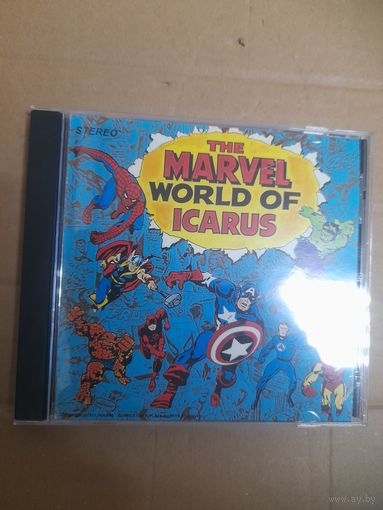 STEREO
THE
MARVEL
WORLD OF
ICARUS
www.ay.by